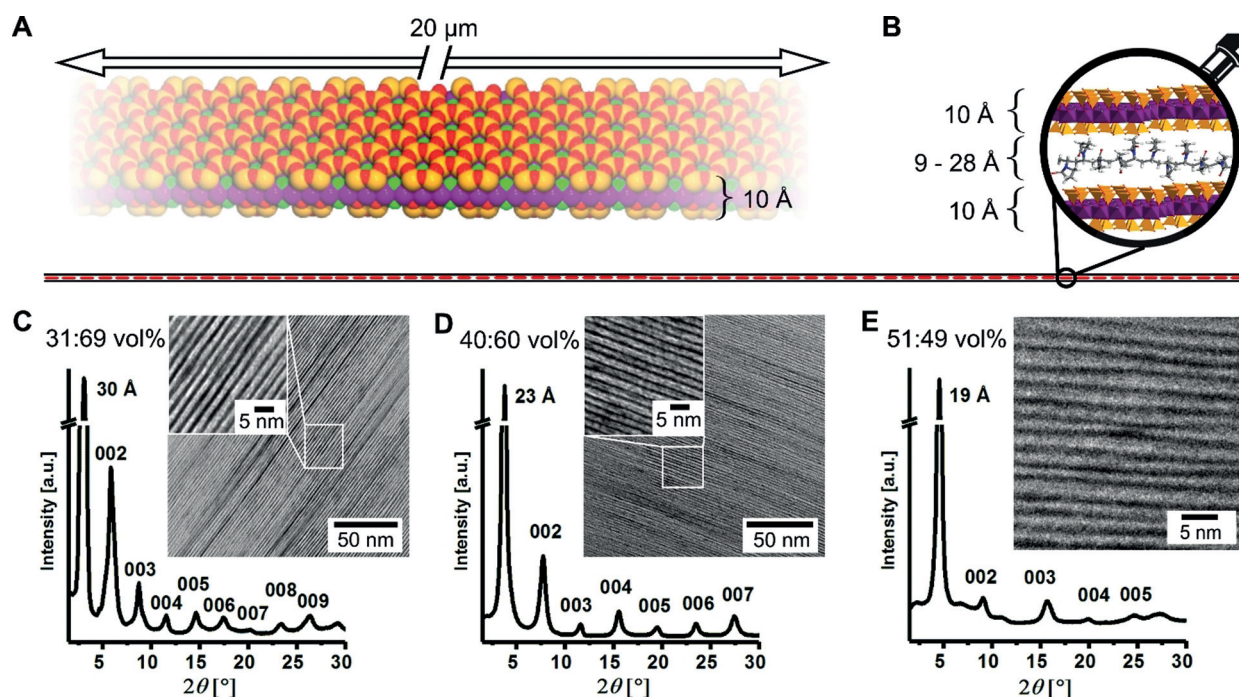 A
20 µm
10 Å
B
10 Å
9 - 28 Å
10 Å
C
31:69 vol%
30 Å
002
003
004
005
006
007
008
009
5 nm
50 nm
Intensity [a.u.]
5 10 15 20 25 30
2θ [°]
D
40:60 vol%
23 Å
002
003
004
005
006
007
5 nm
50 nm
Intensity [a.u.]
5 10 15 20 25 30
2θ [°]
E
51:49 vol%
19 Å
002
003
004
005
5 nm
Intensity [a.u.]
5 10 15 20 25 30
2θ [°]